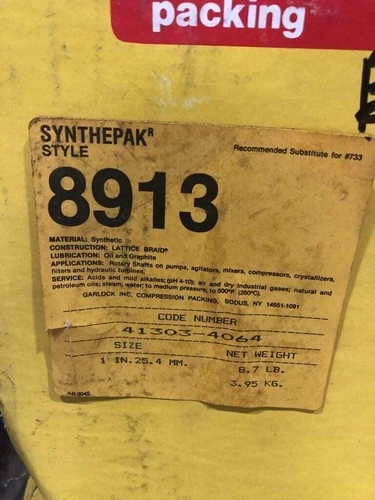 packing
SYNTHEPAKR
STYLE
Recommended Substitute for #733
8913
MATERIAL: Synthetic
CONSTRUCTION: LATTICE BRAID®
LUBRICATION: Oil and Graphite
APPLICATIONS: Rotary Shafts on pumps, agitators, mixers, compressors, crystallizers,
filters and hydraulic turbines.
SERVICE: Acids and mild alkalies; (pH 4-10); air and dry industrial gases; natural and
petroleum oils; steam, water; to medium pressure; to 500°F (260°C).
GARLOCK INC, COMPRESSION PACKING, SODUS, NY 14551-1091
CODE NUMBER
41303-4064
SIZE NET WEIGHT
1 IN.25.4 MM. 8.7 LB.
3.95 KG.
AB-3045